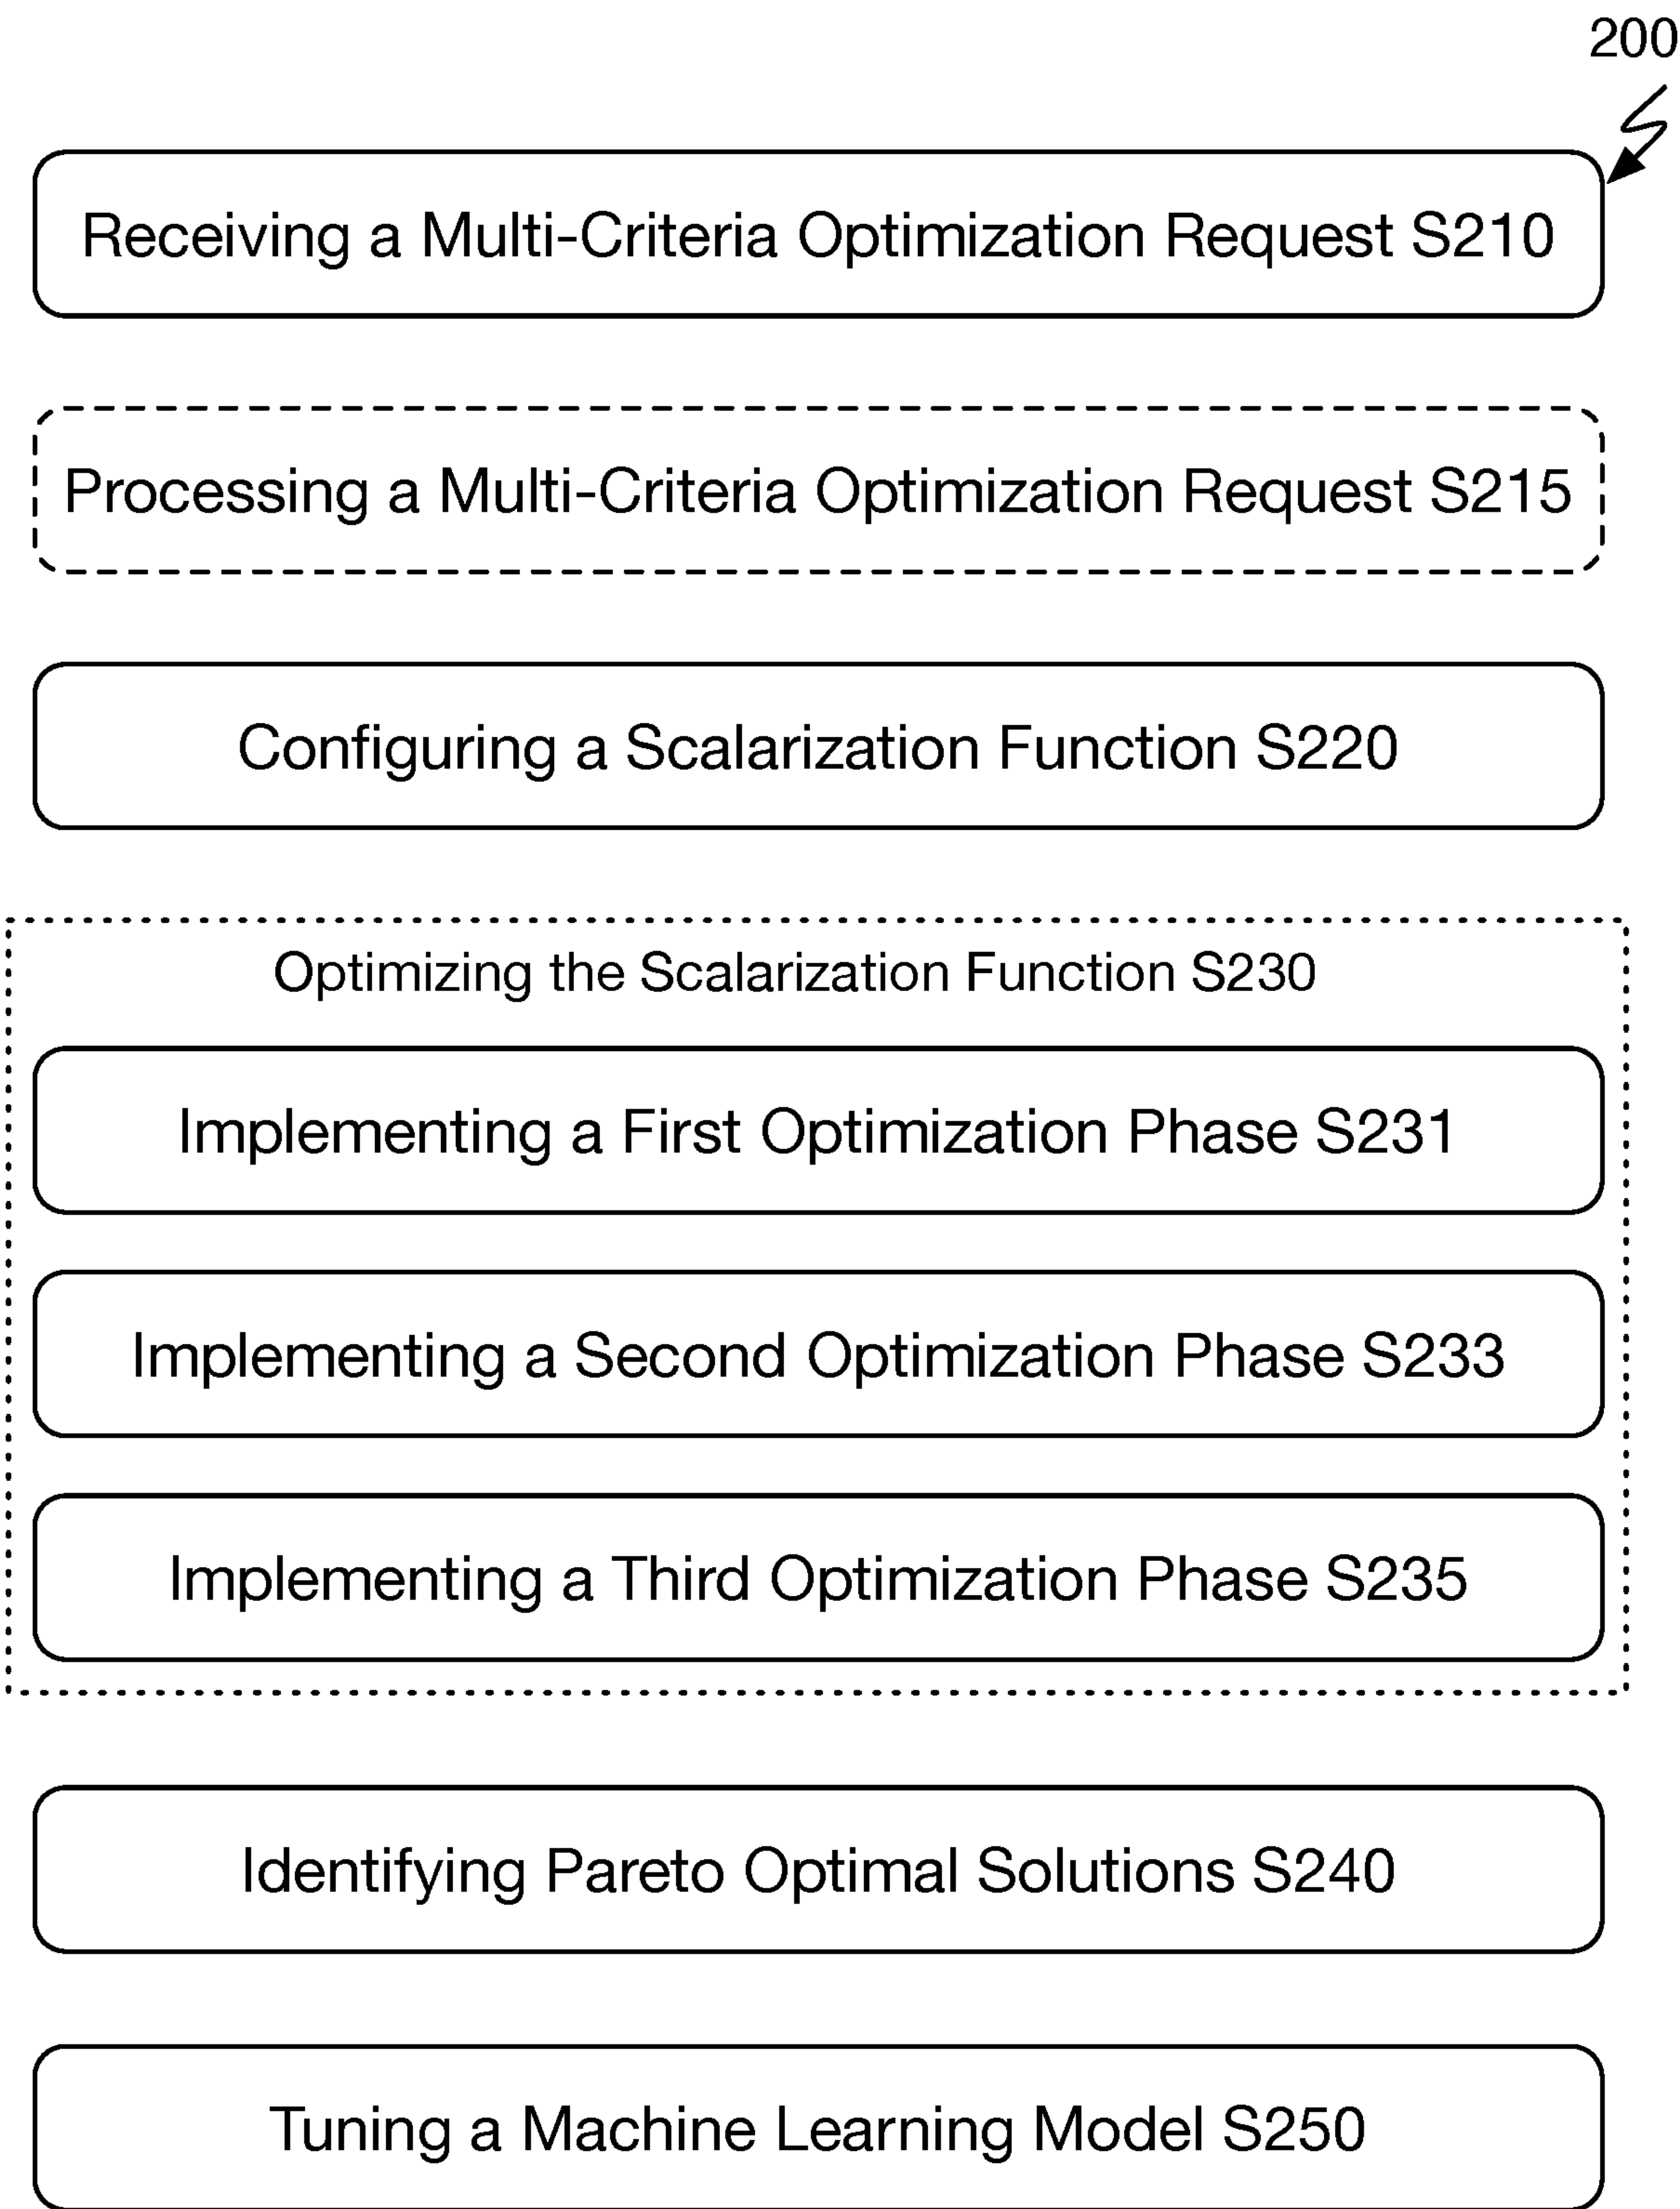 200
Receiving a Multi-Criteria Optimization Request S210
Processing a Multi-Criteria Optimization Request S215
Configuring a Scalarization Function S220
Optimizing the Scalarization Function S230
Implementing a First Optimization Phase S231
Implementing a Second Optimization Phase S233
Implementing a Third Optimization Phase S235
Identifying Pareto Optimal Solutions S240
Tuning a Machine Learning Model S250